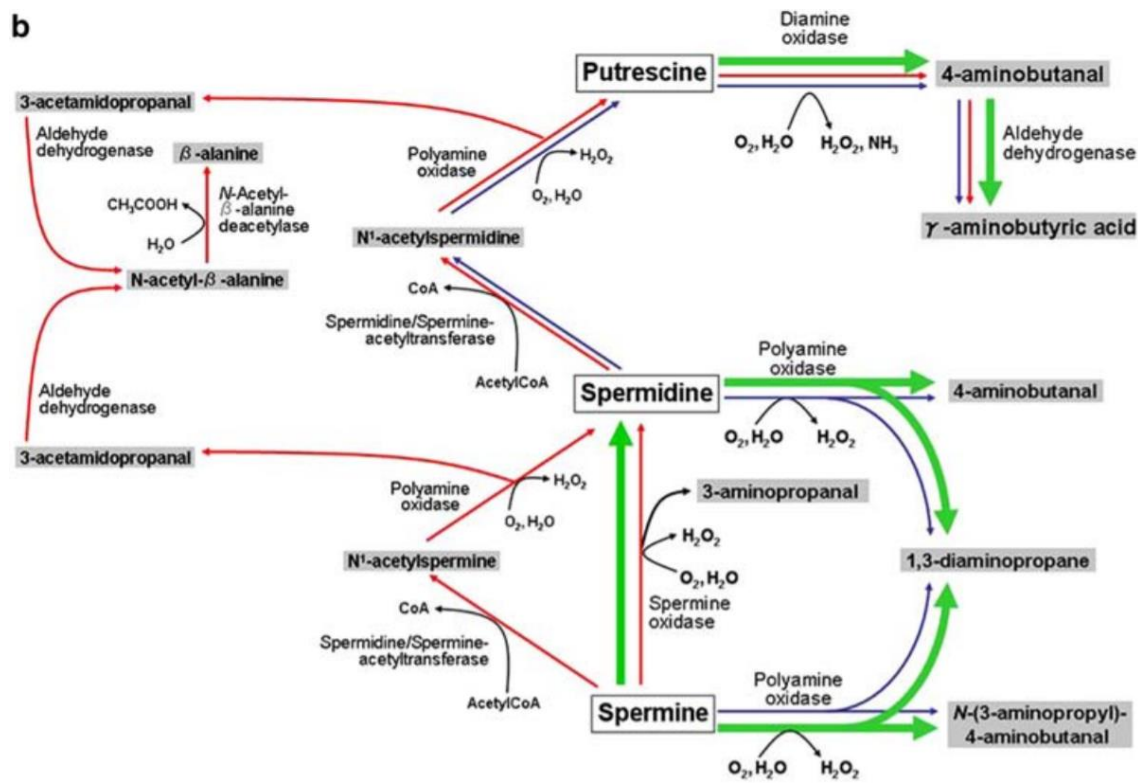 b
Diamine
oxidase
Putrescine
4-aminobutanal
O₂, H₂O
H₂O₂, NH₃
Aldehyde
dehydrogenase
γ -aminobutyric acid
3-acetamidopropanal
Aldehyde
dehydrogenase
β -alanine
CH₃COOH
H₂O
N-Acetyl-
β -alanine
deacetylase
N-acetyl-β -alanine
Polyamine
oxidase
H₂O₂
O₂, H₂O
N¹-acetylspermidine
CoA
Spermidine/Spermine-
acetyltransferase
AcetylCoA
Aldehyde
dehydrogenase
3-acetamidopropanal
Spermidine
Polyamine
oxidase
4-aminobutanal
O₂, H₂O
H₂O₂
Polyamine
oxidase
H₂O₂
O₂, H₂O
3-aminopropanal
H₂O₂
O₂, H₂O
Spermine
oxidase
1,3-diaminopropane
N¹-acetylspermine
CoA
Spermidine/Spermine-
acetyltransferase
AcetylCoA
Spermine
Polyamine
oxidase
N-(3-aminopropyl)-
4-aminobutanal
O₂, H₂O
H₂O₂